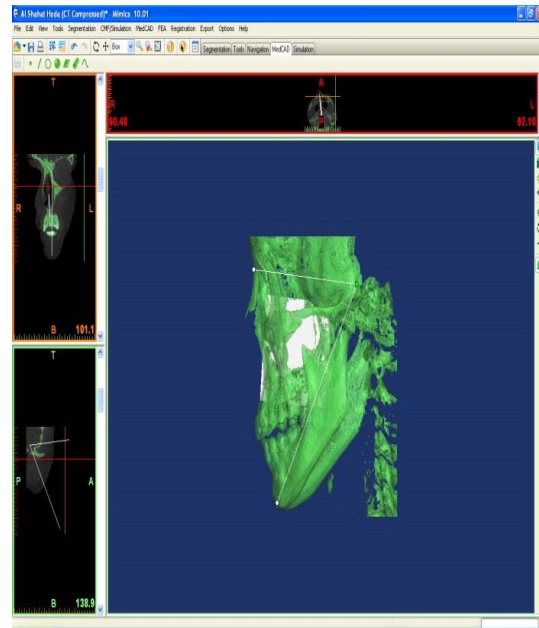 Al Shahat Heda (CT Compressed)* - Mimics 10.01
File Edit View Tools Segmentation CMF/Simulation MedCAD FEA Registration Export Options Help
Box Segmentation Tools Navigation MedCAD Simulation
T
R L
B 101.1
T
P A
B 138.9
A
R L
90.40 92.10